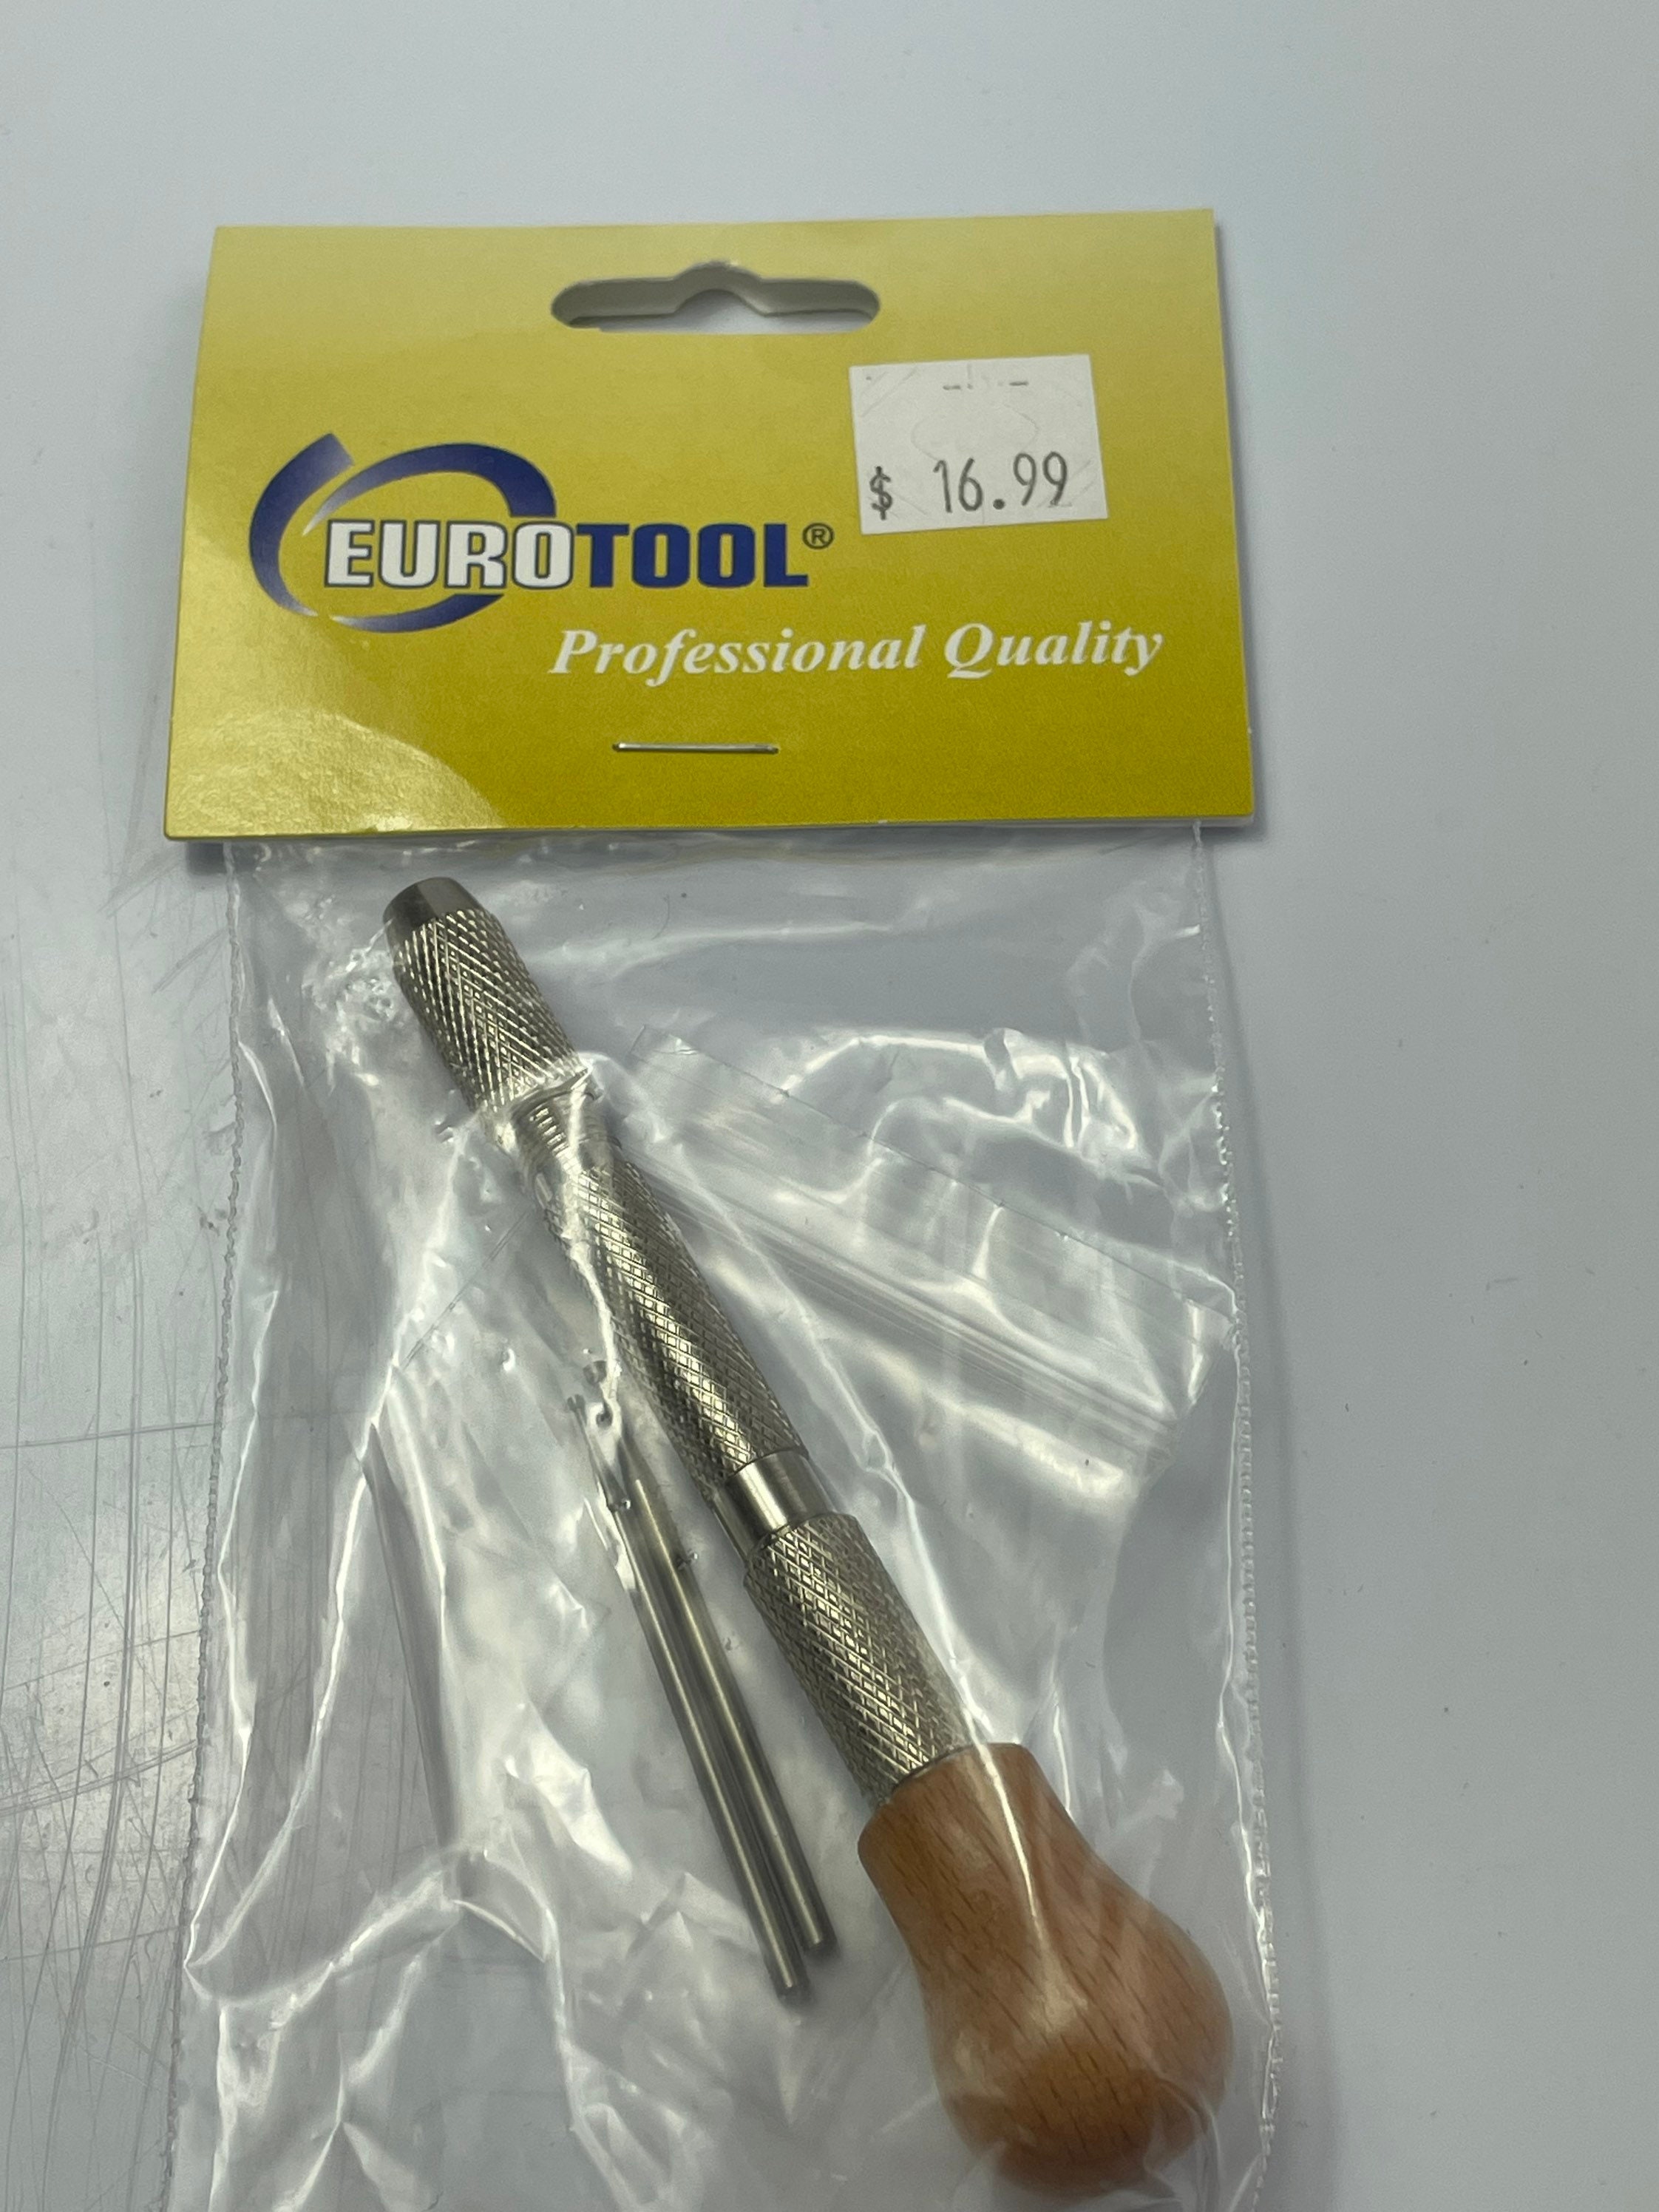 $ 16.99
EUROTOOL®
Professional Quality